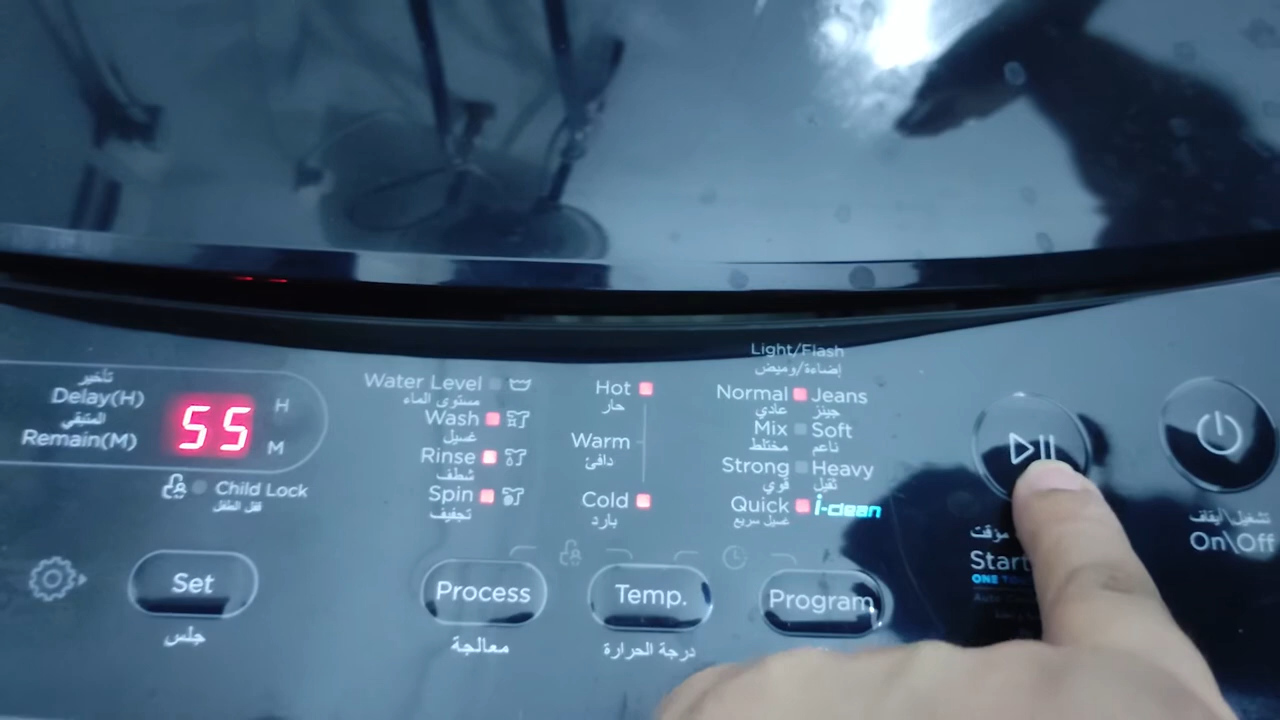 تأخير
Delay(H)
المتبقي
Remain(M)
55
H
M
Child Lock
قفل الطفل
Set
جلس
Water Level
مستوى الماء
Wash
غسيل
Rinse
شطف
Spin
تجفيف
Process
معالجة
Hot
حار
Warm
دافئ
Cold
بارد
Temp.
درجة الحرارة
Light/Flash
إضاءة/وميض
Normal Jeans
عادي جينز
Mix Soft
مختلط ناعم
Strong Heavy
قوي ثقيل
Quick i-clean
غسيل سريع
Program
مؤقت
Start
ONE
تشغيل\أيقاف
On\Off